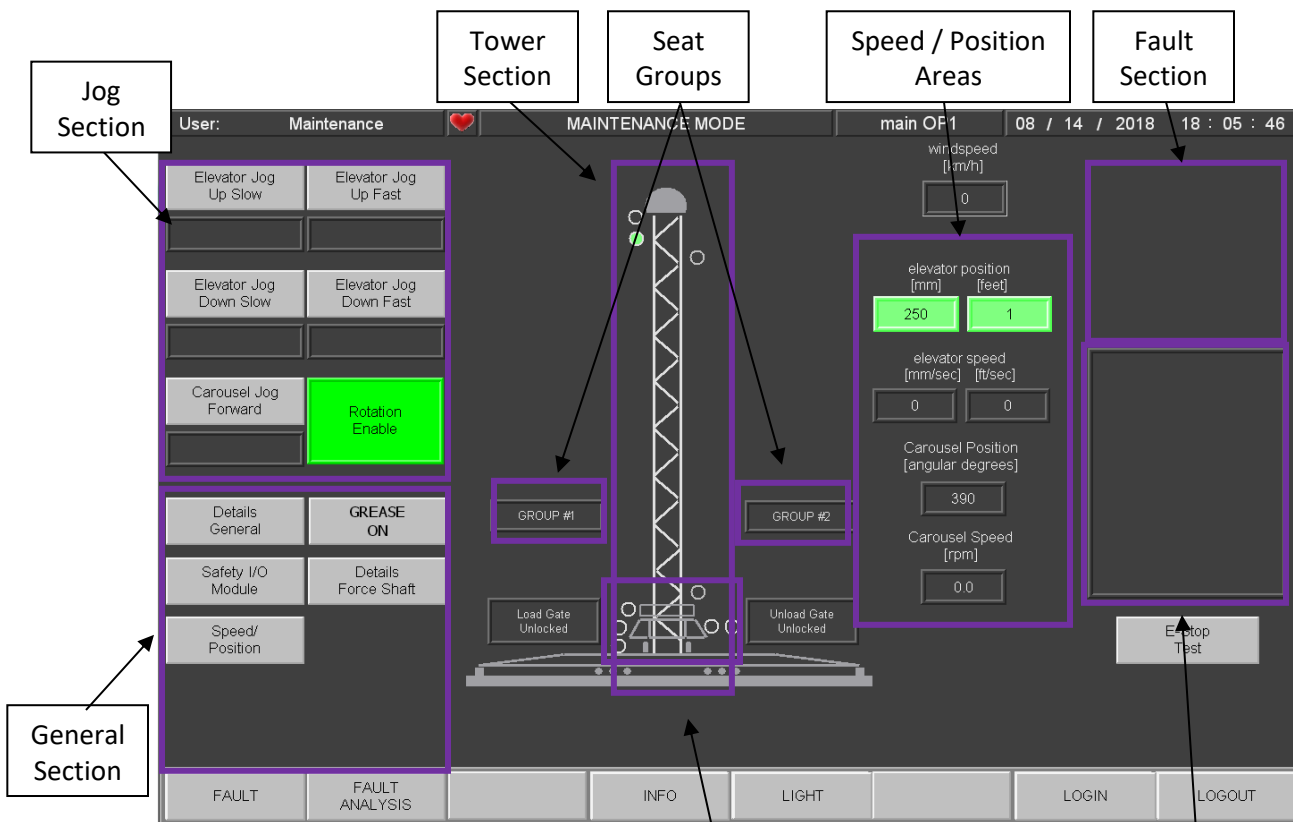 Tower
Section
Seat
Groups
Speed / Position
Areas
Fault
Section
Jog
Section
User: Maintenance
MAINTENANCE MODE
main OP1
08 / 14 / 2018 18 : 05 : 46
windspeed
[km/h]
0
Elevator Jog
Up Slow
Elevator Jog
Up Fast
Elevator Jog
Down Slow
Elevator Jog
Down Fast
Carousel Jog
Forward
Rotation
Enable
elevator position
[mm] [feet]
250 1
elevator speed
[mm/sec] [ft/sec]
0 0
Carousel Position
[angular degrees]
390
Carousel Speed
[rpm]
0.0
Details
General
GREASE
ON
Safety I/O
Module
Details
Force Shaft
Speed/
Position
GROUP #1
GROUP #2
Load Gate
Unlocked
Unload Gate
Unlocked
E-Stop
Test
General
Section
FAULT
FAULT
ANALYSIS
INFO
LIGHT
LOGIN
LOGOUT